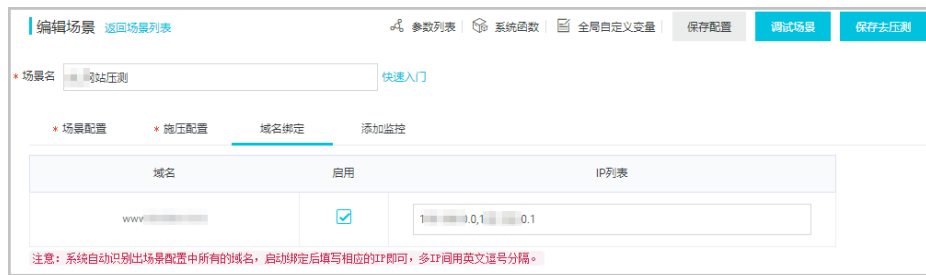 编辑场景 返回场景列表 参数列表 系统函数 全局自定义变量 保存配置 调试场景 保存去压测
* 场景名 网站压测 快速入门
* 场景配置 * 施压配置 域名绑定 添加监控
域名 启用 IP列表
www 1 0.0,1 0.1
注意：系统自动识别出场景配置中所有的域名，启动绑定后填写相应的IP即可，多IP间用英文逗号分隔。